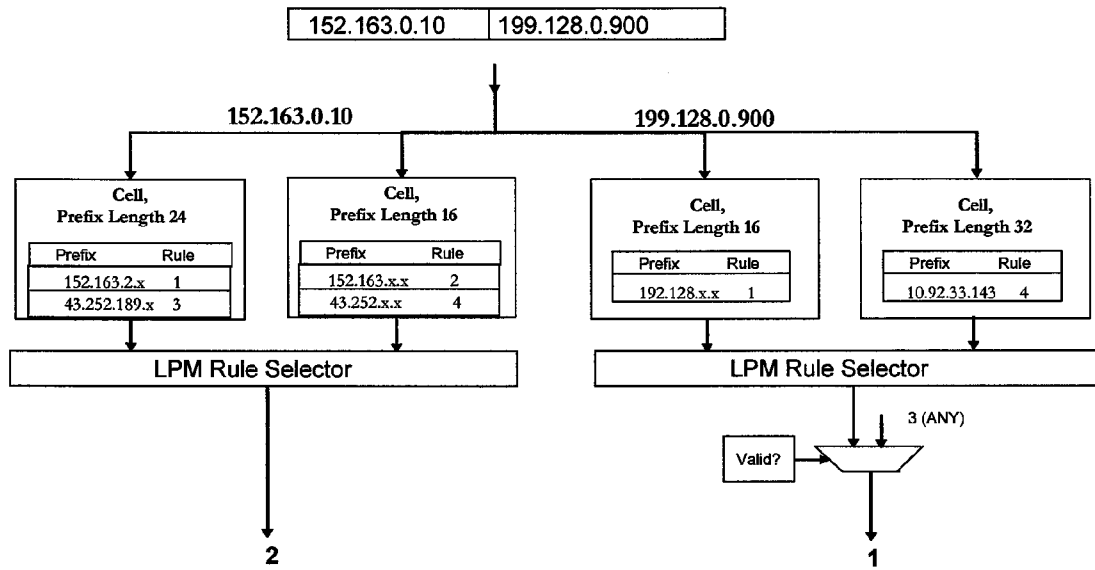 152.163.0.10 199.128.0.900
152.163.0.10
199.128.0.900
Cell,
Prefix Length 24
Prefix Rule
152.163.2.x 1
43.252.189.x 3
Cell,
Prefix Length 16
Prefix Rule
152.163.x.x 2
43.252.x.x 4
Cell,
Prefix Length 16
Prefix Rule
192.128.x.x 1
Cell,
Prefix Length 32
Prefix Rule
10.92.33.143 4
LPM Rule Selector
LPM Rule Selector
3 (ANY)
Valid?
2
1